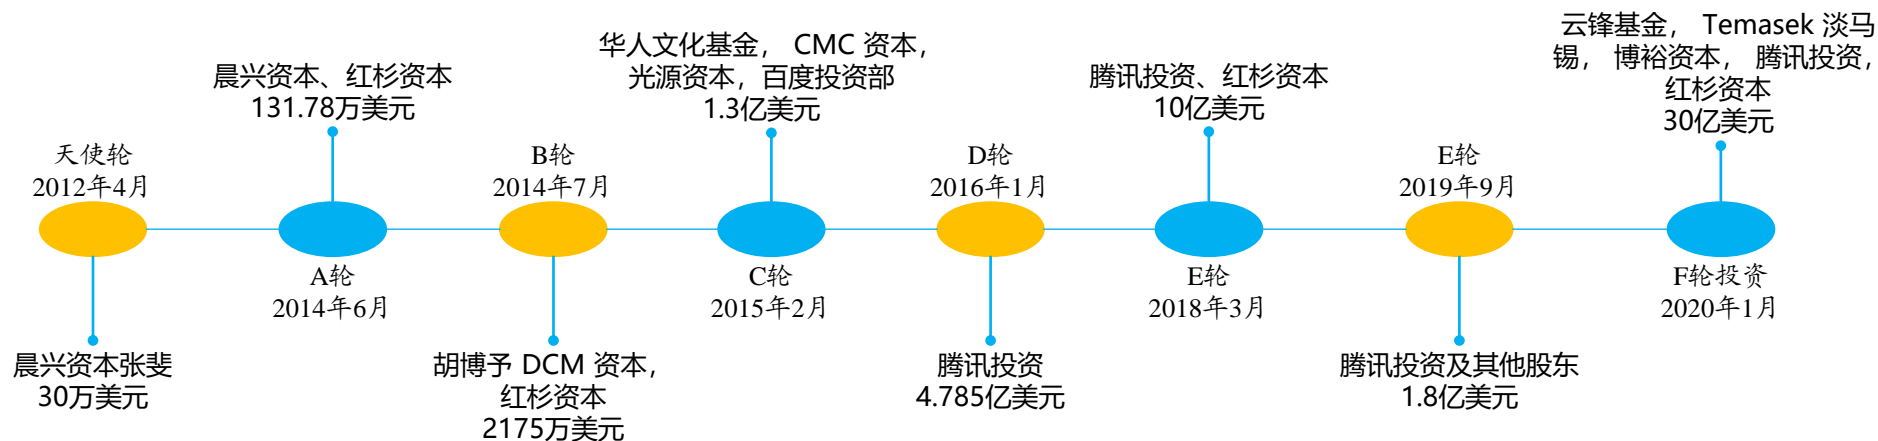 天使轮
2012年4月
晨兴资本张斐
30万美元
晨兴资本、红杉资本
131.78万美元
A轮
2014年6月
B轮
2014年7月
胡博予 DCM 资本，
红杉资本
2175万美元
华人文化基金， CMC 资本，
光源资本，百度投资部
1.3亿美元
C轮
2015年2月
D轮
2016年1月
腾讯投资
4.785亿美元
腾讯投资、红杉资本
10亿美元
E轮
2018年3月
E轮
2019年9月
腾讯投资及其他股东
1.8亿美元
云锋基金， Temasek 淡马
锡， 博裕资本， 腾讯投资，
红杉资本
30亿美元
F轮投资
2020年1月